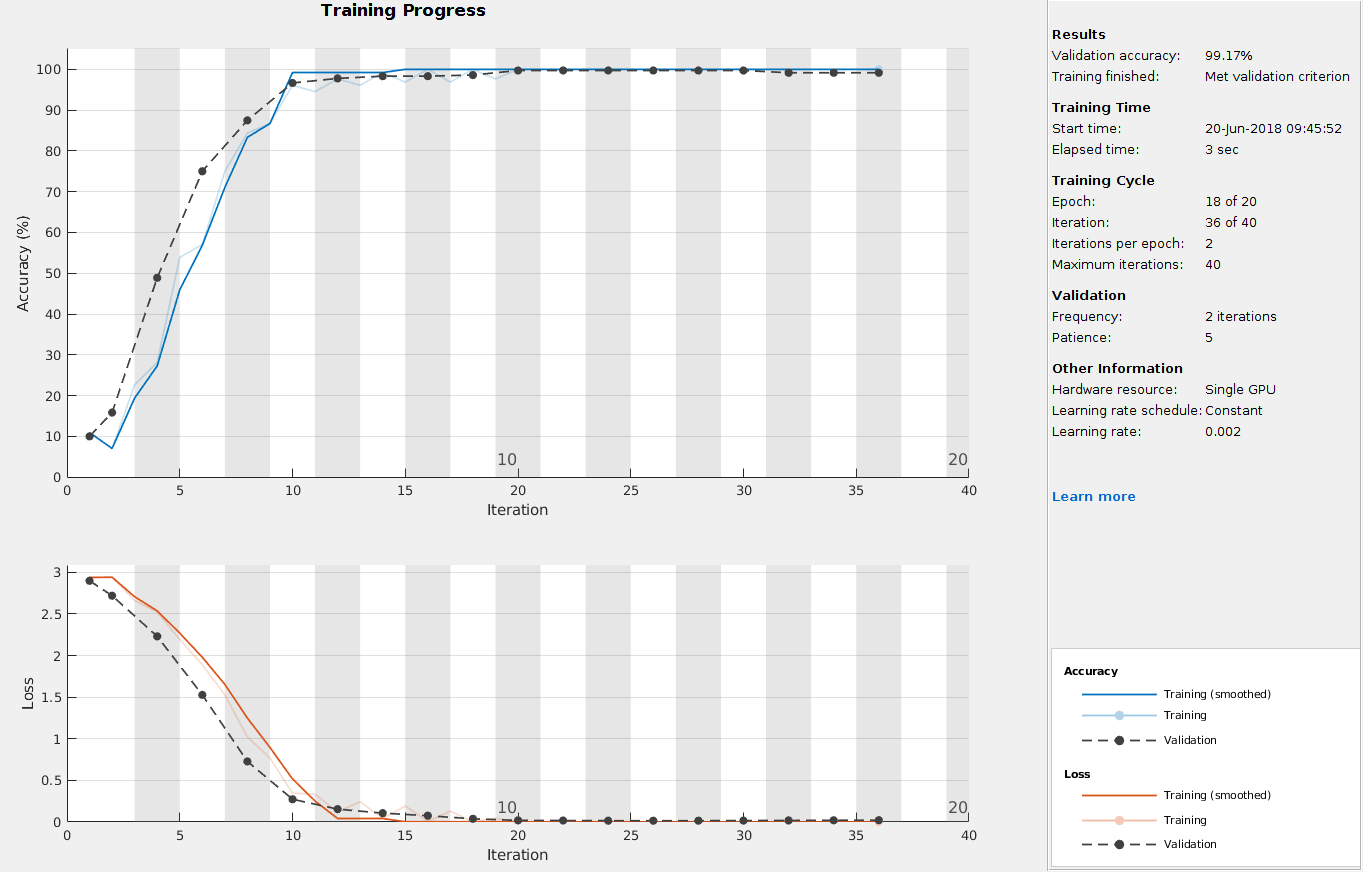 Training Progress
100
90
80
70
60
50
40
30
20
10
0
Accuracy (%)
10
20
0 5 10 15 20 25 30 35 40
Iteration
3
2.5
2
1.5
1
0.5
0
Loss
10
20
0 5 10 15 20 25 30 35 40
Iteration
Results
Validation accuracy: 99.17%
Training finished: Met validation criterion
Training Time
Start time: 20-Jun-2018 09:45:52
Elapsed time: 3 sec
Training Cycle
Epoch: 18 of 20
Iteration: 36 of 40
Iterations per epoch: 2
Maximum iterations: 40
Validation
Frequency: 2 iterations
Patience: 5
Other Information
Hardware resource: Single GPU
Learning rate schedule: Constant
Learning rate: 0.002
Learn more
Accuracy
Training (smoothed)
Training
Validation
Loss
Training (smoothed)
Training
Validation